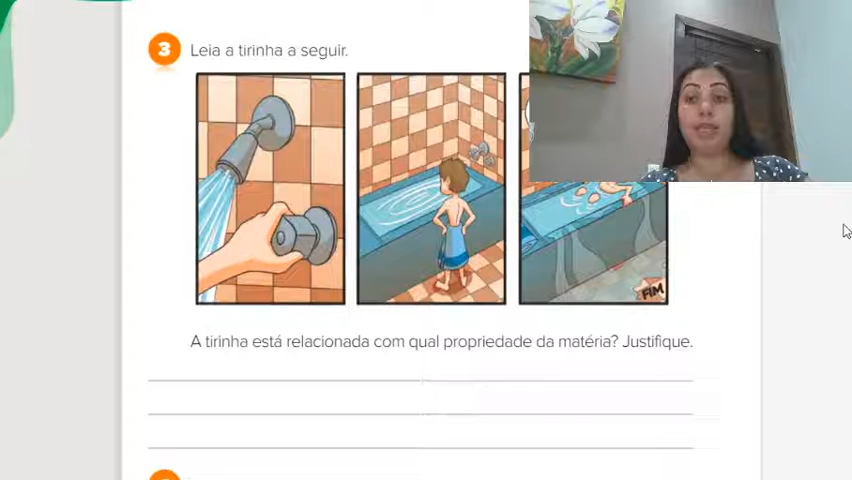 3 Leia a tirinha a seguir.
FIM
A tirinha está relacionada com qual propriedade da matéria? Justifique.